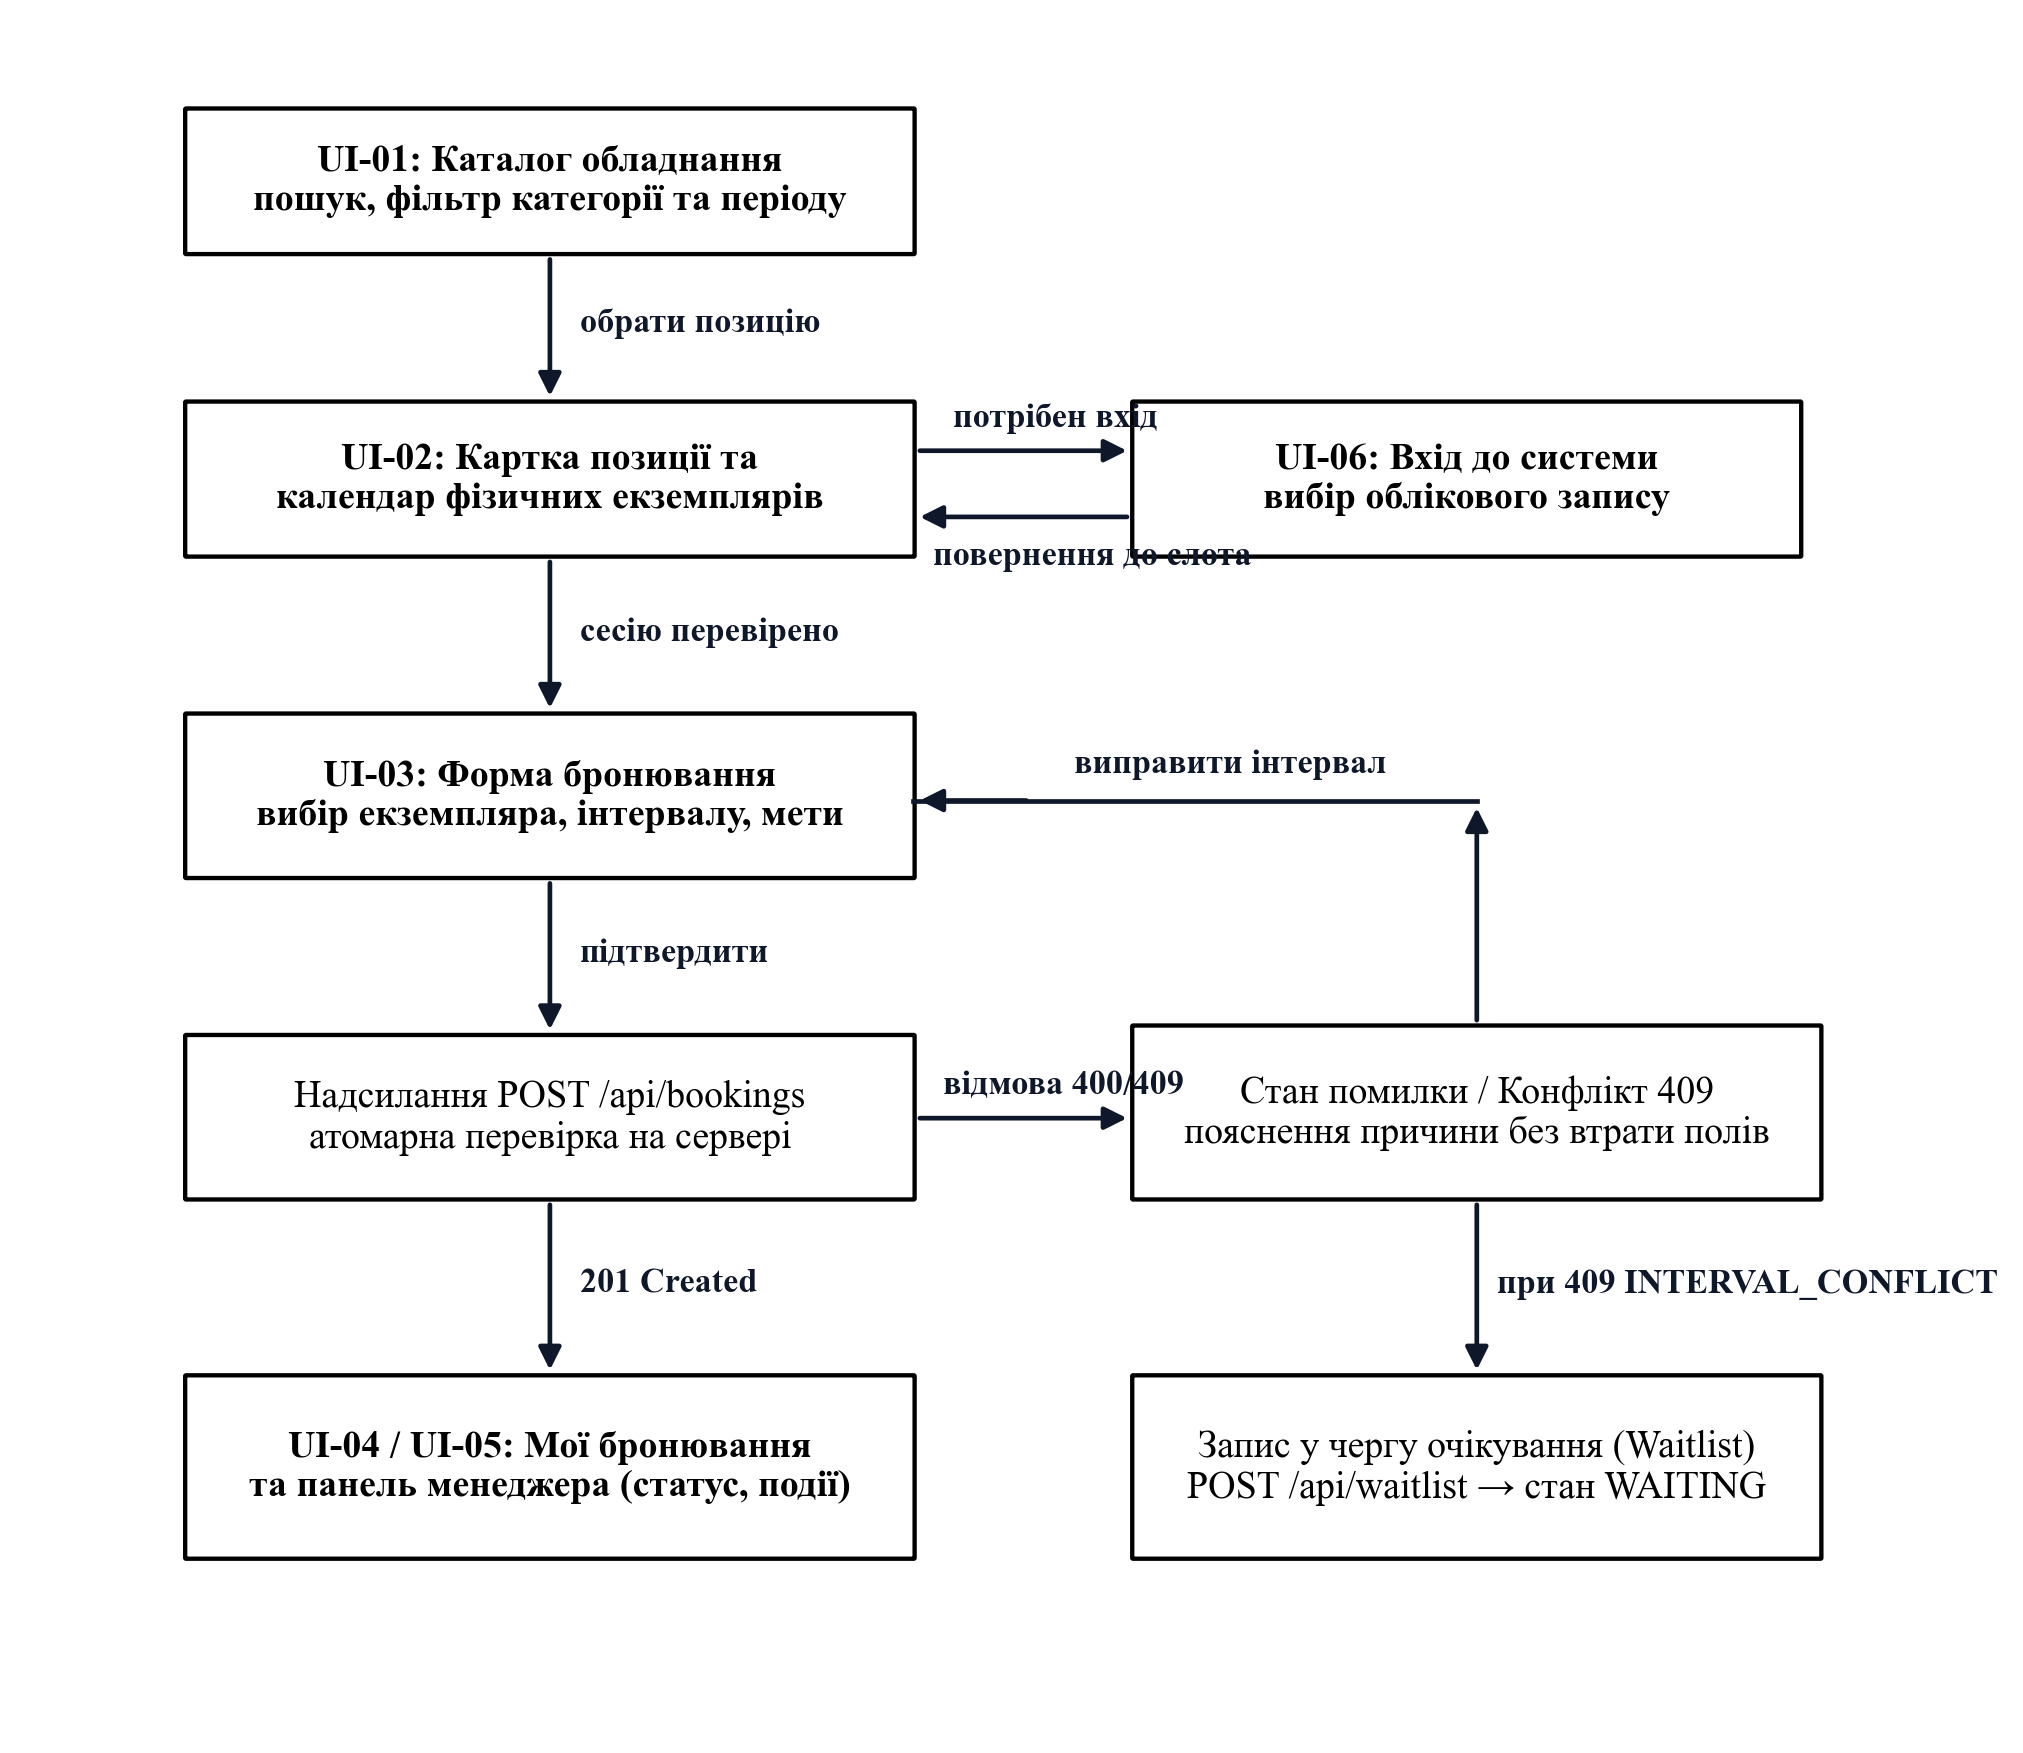 UI-01: Каталог обладнання
пошук, фільтр категорії та періоду
обрати позицію
UI-02: Картка позиції та
календар фізичних екземплярів
потрібен вхід
повернення до слота
UI-06: Вхід до системи
вибір облікового запису
сесію перевірено
UI-03: Форма бронювання
вибір екземпляра, інтервалу, мети
виправити інтервал
підтвердити
Надсилання POST /api/bookings
атомарна перевірка на сервері
відмова 400/409
Стан помилки / Конфлікт 409
пояснення причини без втрати полів
201 Created
при 409 INTERVAL_CONFLICT
UI-04 / UI-05: Мої бронювання
та панель менеджера (статус, події)
Запис у чергу очікування (Waitlist)
POST /api/waitlist → стан WAITING